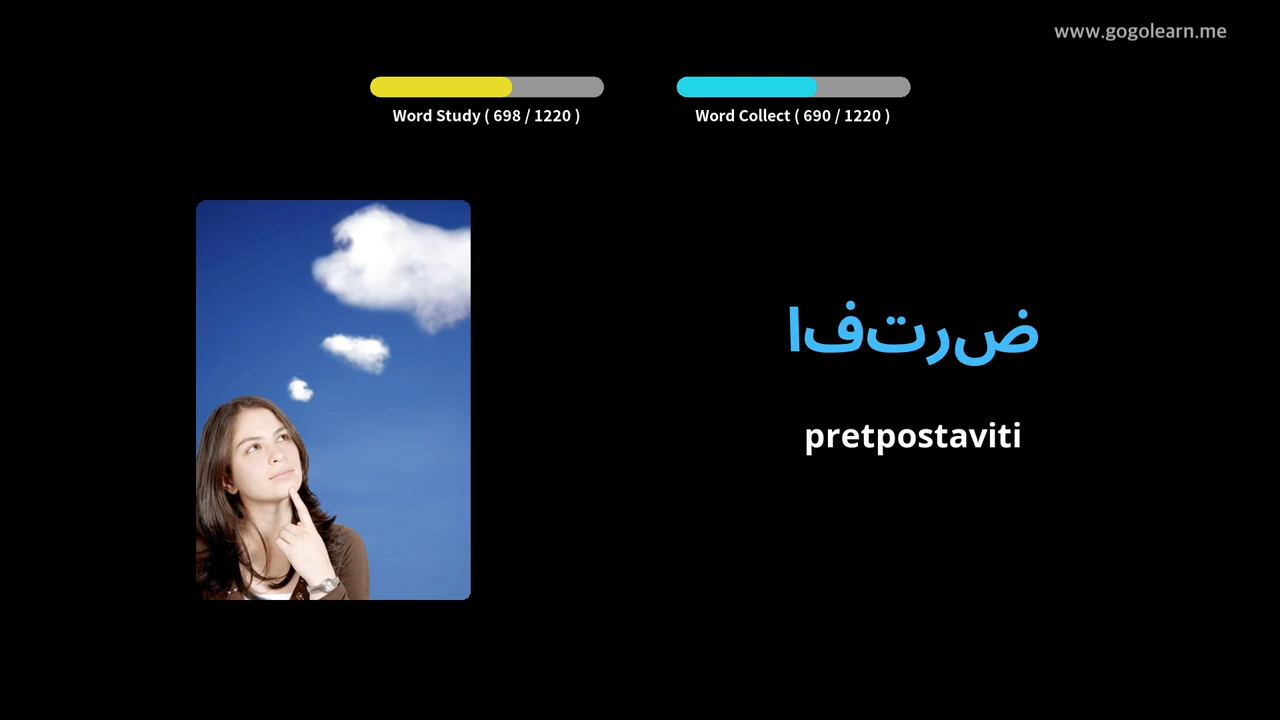 www.gogolearn.me
Word Study ( 698 / 1220 )
Word Collect ( 690 / 1220 )
افترض
pretpostaviti